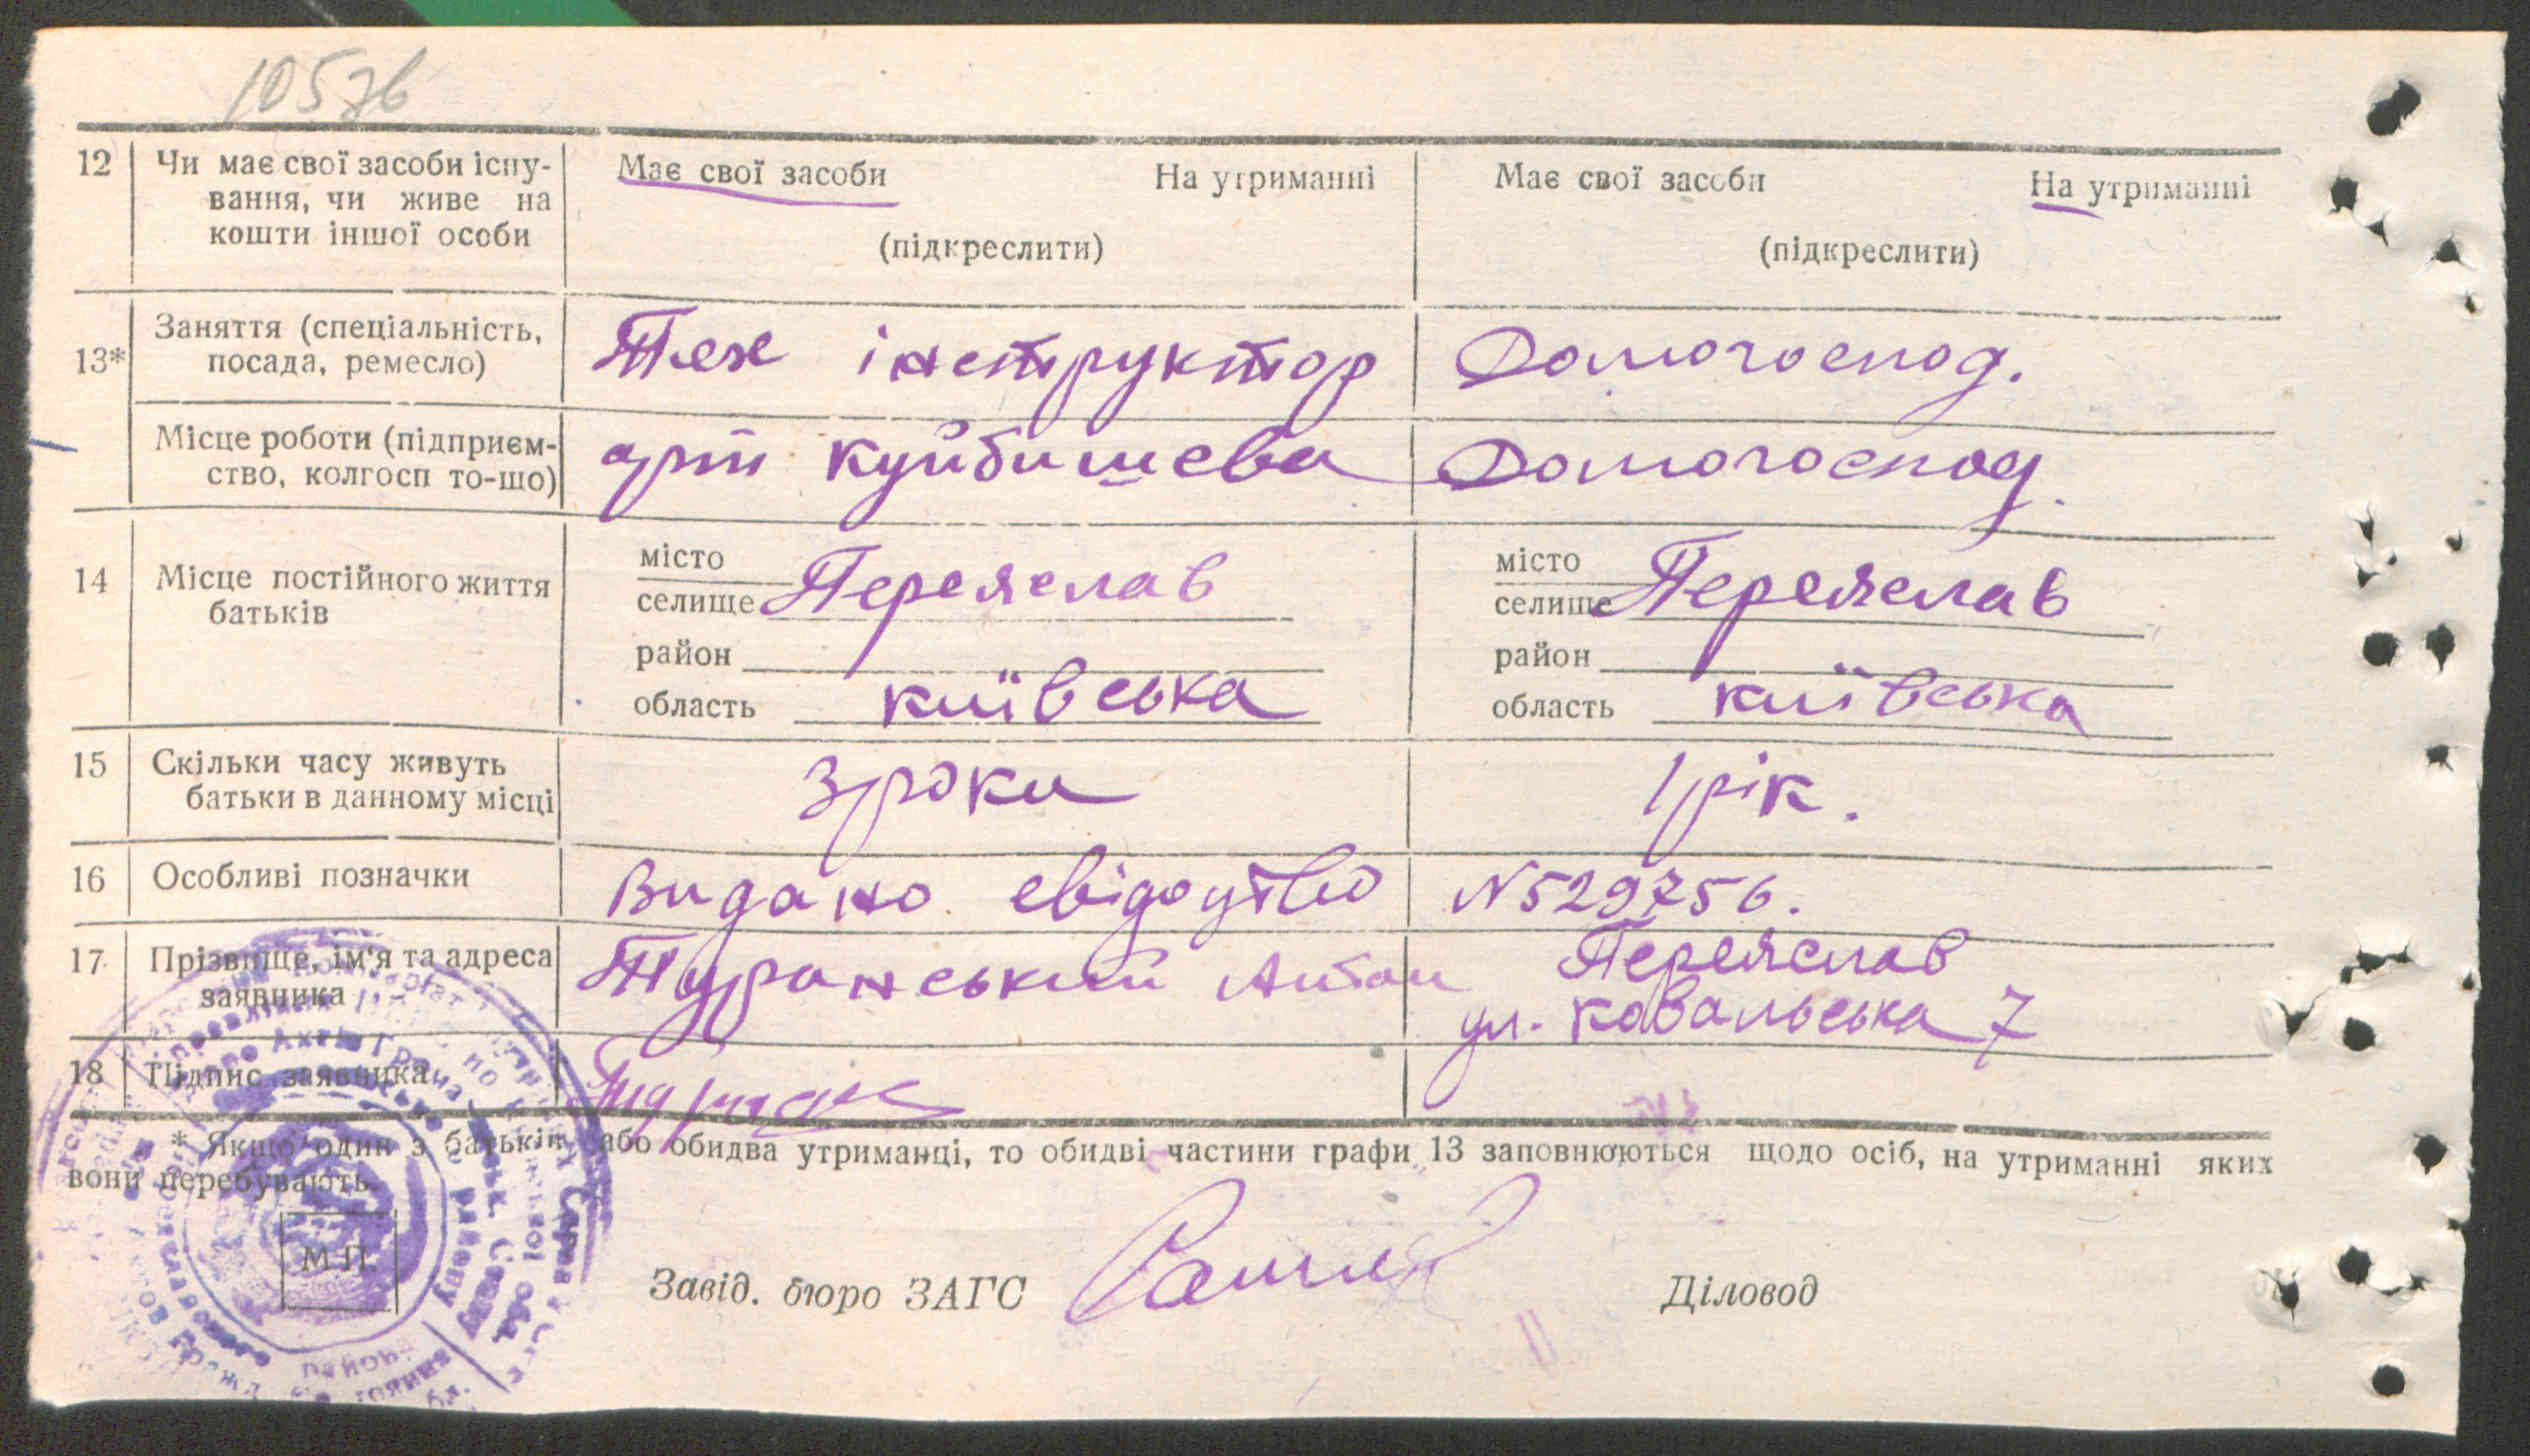 10576
12 Чи має свої засоби існу- Має свої засоби На утриманні Має свої засоби На утриманні
вання, чи живе на
кошти іншої особи (підкреслити) (підкреслити)
Заняття (спеціальність, Тех інструктор Домогоспод.
13* посада, ремесло)
Місце роботи (підприєм- арт куйбишева Домогоспод.
ство, колгосп то-що)
місто місто
14 Місце постійного життя селище Переяслав селище Переяслав
батьків
район район
область київська область київська
15 Скільки часу живуть 3 роки 1 рік.
батьки в данному місці
16 Особливі позначки Видано свідоцтво N529756.
17 Прізвище, ім'я та адреса Туранський Антон Переяслав
заявника ул. Ковальська 7
18 Підпис заявника
* Якщо один з батьків або обидва утриманці, то обидві частини графи 13 заповнюються щодо осіб, на утриманні яких
вони перебувають.
М.П.
Завід. бюро ЗАГС Діловод